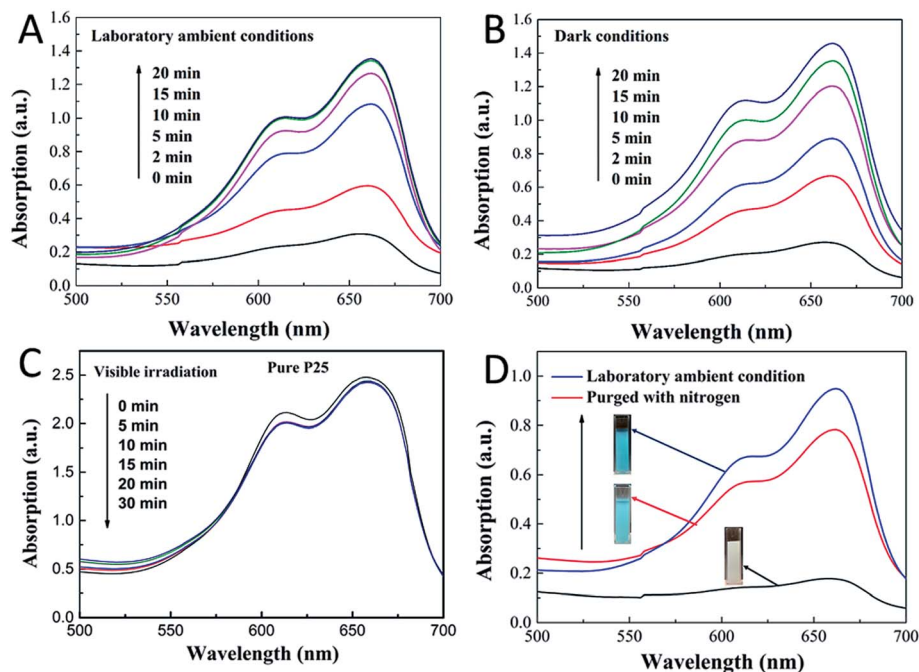 A
Laboratory ambient conditions
20 min
15 min
10 min
5 min
2 min
0 min
Absorption (a.u.)
1.6
1.4
1.2
1.0
0.8
0.6
0.4
0.2
0.0
500
550
600
650
700
Wavelength (nm)
B
Dark conditions
20 min
15 min
10 min
5 min
2 min
0 min
Absorption (a.u.)
1.6
1.4
1.2
1.0
0.8
0.6
0.4
0.2
0.0
500
550
600
650
700
Wavelength (nm)
C
Visible irradiation
Pure P25
0 min
5 min
10 min
15 min
20 min
30 min
Absorption (a.u.)
2.5
2.0
1.5
1.0
0.5
0.0
500
550
600
650
700
Wavelength (nm)
D
Laboratory ambient condition
Purged with nitrogen
Absorption (a.u.)
1.0
0.8
0.6
0.4
0.2
0.0
500
550
600
650
700
Wavelength (nm)